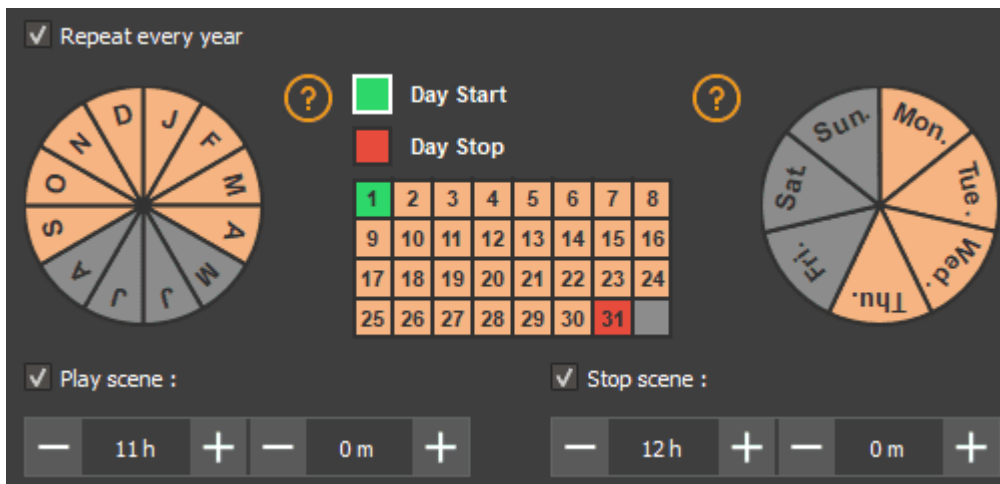 Repeat every year
J
F
M
A
M
J
J
A
S
O
N
D
?
Day Start
Day Stop
1 2 3 4 5 6 7 8
9 10 11 12 13 14 15 16
17 18 19 20 21 22 23 24
25 26 27 28 29 30 31
?
Mon.
Tue.
Wed.
Thu.
Fri.
Sat
Sun.
Play scene :
Stop scene :
— 11 h + — 0 m +
— 12 h + — 0 m +